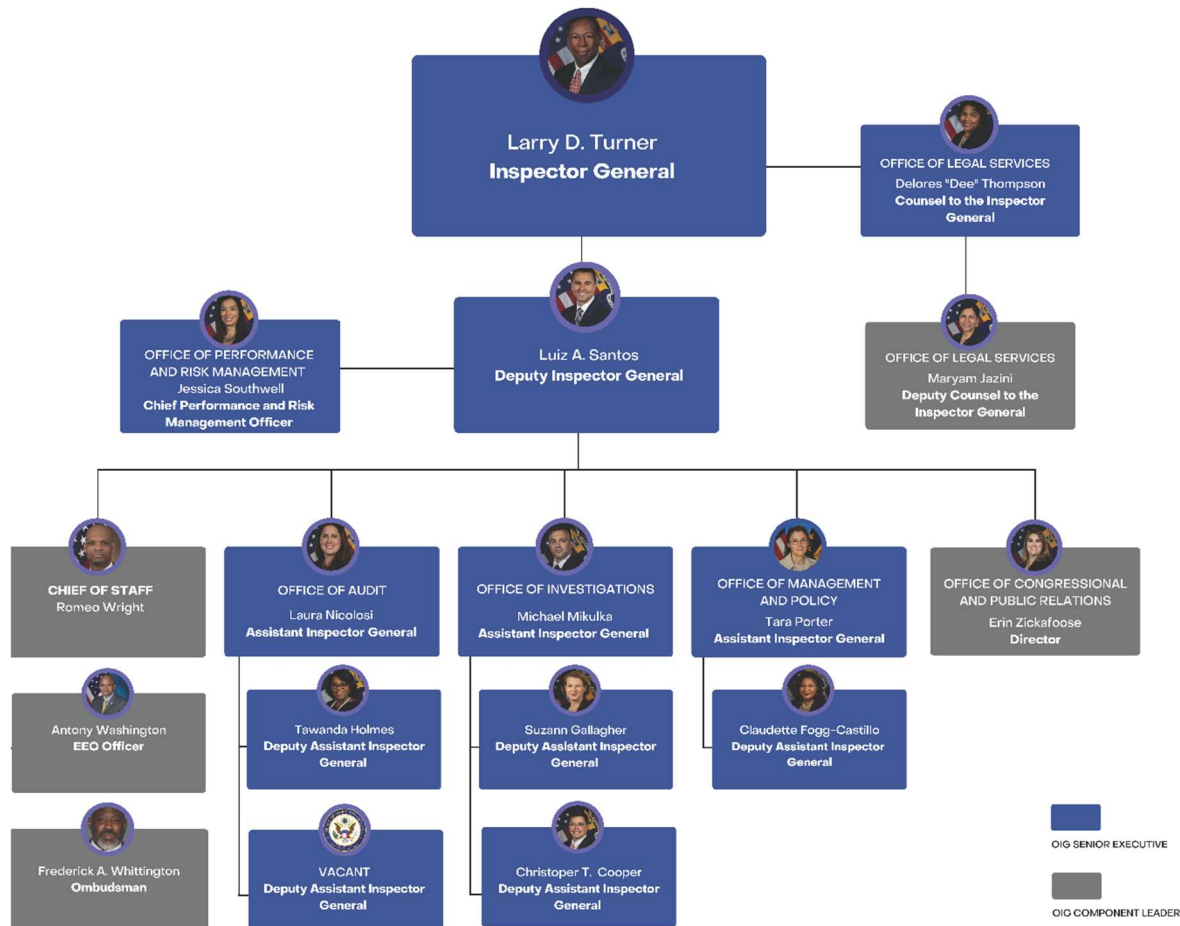 Larry D. Turner
Inspector General
OFFICE OF LEGAL SERVICES
Delores "Dee" Thompson
Counsel to the Inspector
General
Luiz A. Santos
Deputy Inspector General
OFFICE OF PERFORMANCE
AND RISK MANAGEMENT
Jessica Southwell
Chief Performance and Risk
Management Officer
OFFICE OF LEGAL SERVICES
Maryam Jazini
Deputy Counsel to the
Inspector General
CHIEF OF STAFF
Romeo Wright
OFFICE OF AUDIT
Laura Nicolosi
Assistant Inspector General
OFFICE OF INVESTIGATIONS
Michael Mikulka
Assistant Inspector General
OFFICE OF MANAGEMENT
AND POLICY
Tara Porter
Assistant Inspector General
OFFICE OF CONGRESSIONAL
AND PUBLIC RELATIONS
Erin Zickafoose
Director
Antony Washington
EEO Officer
Tawanda Holmes
Deputy Assistant Inspector
General
Suzann Gallagher
Deputy Assistant Inspector
General
Claudette Fogg-Castillo
Deputy Assistant Inspector
General
Frederick A. Whittington
Ombudsman
VACANT
Deputy Assistant Inspector
General
Christoper T. Cooper
Deputy Assistant Inspector
General
OIG SENIOR EXECUTIVE
OIG COMPONENT LEADER